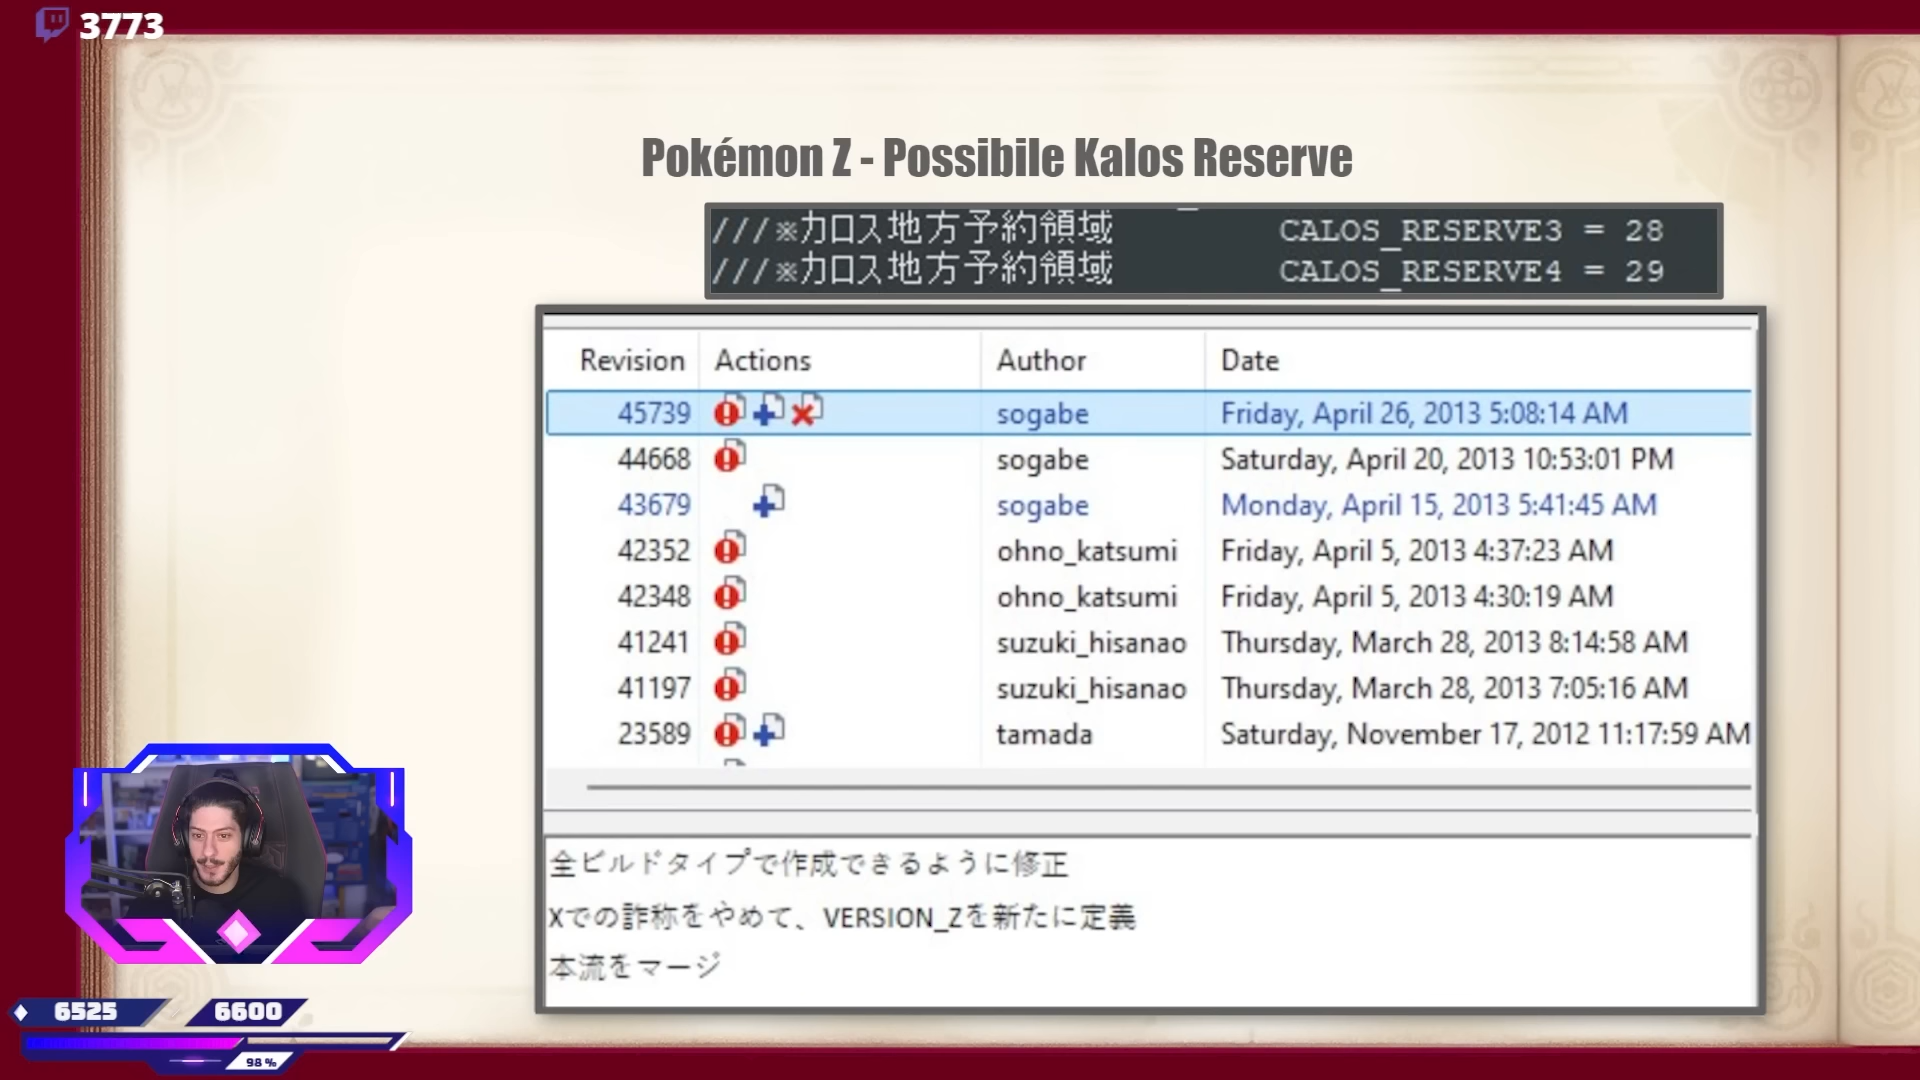 3773
Pokémon Z - Possibile Kalos Reserve
///※カロス地方予約領域 CALOS_RESERVE3 = 28
///※カロス地方予約領域 CALOS_RESERVE4 = 29
Revision Actions Author Date
45739 sogabe Friday, April 26, 2013 5:08:14 AM
44668 sogabe Saturday, April 20, 2013 10:53:01 PM
43679 sogabe Monday, April 15, 2013 5:41:45 AM
42352 ohno_katsumi Friday, April 5, 2013 4:37:23 AM
42348 ohno_katsumi Friday, April 5, 2013 4:30:19 AM
41241 suzuki_hisanao Thursday, March 28, 2013 8:14:58 AM
41197 suzuki_hisanao Thursday, March 28, 2013 7:05:16 AM
23589 tamada Saturday, November 17, 2012 11:17:59 AM
全ビルドタイプで作成できるように修正
Xでの詐称をやめて、VERSION_Zを新たに定義
本流をマージ
6525 6600
98 %